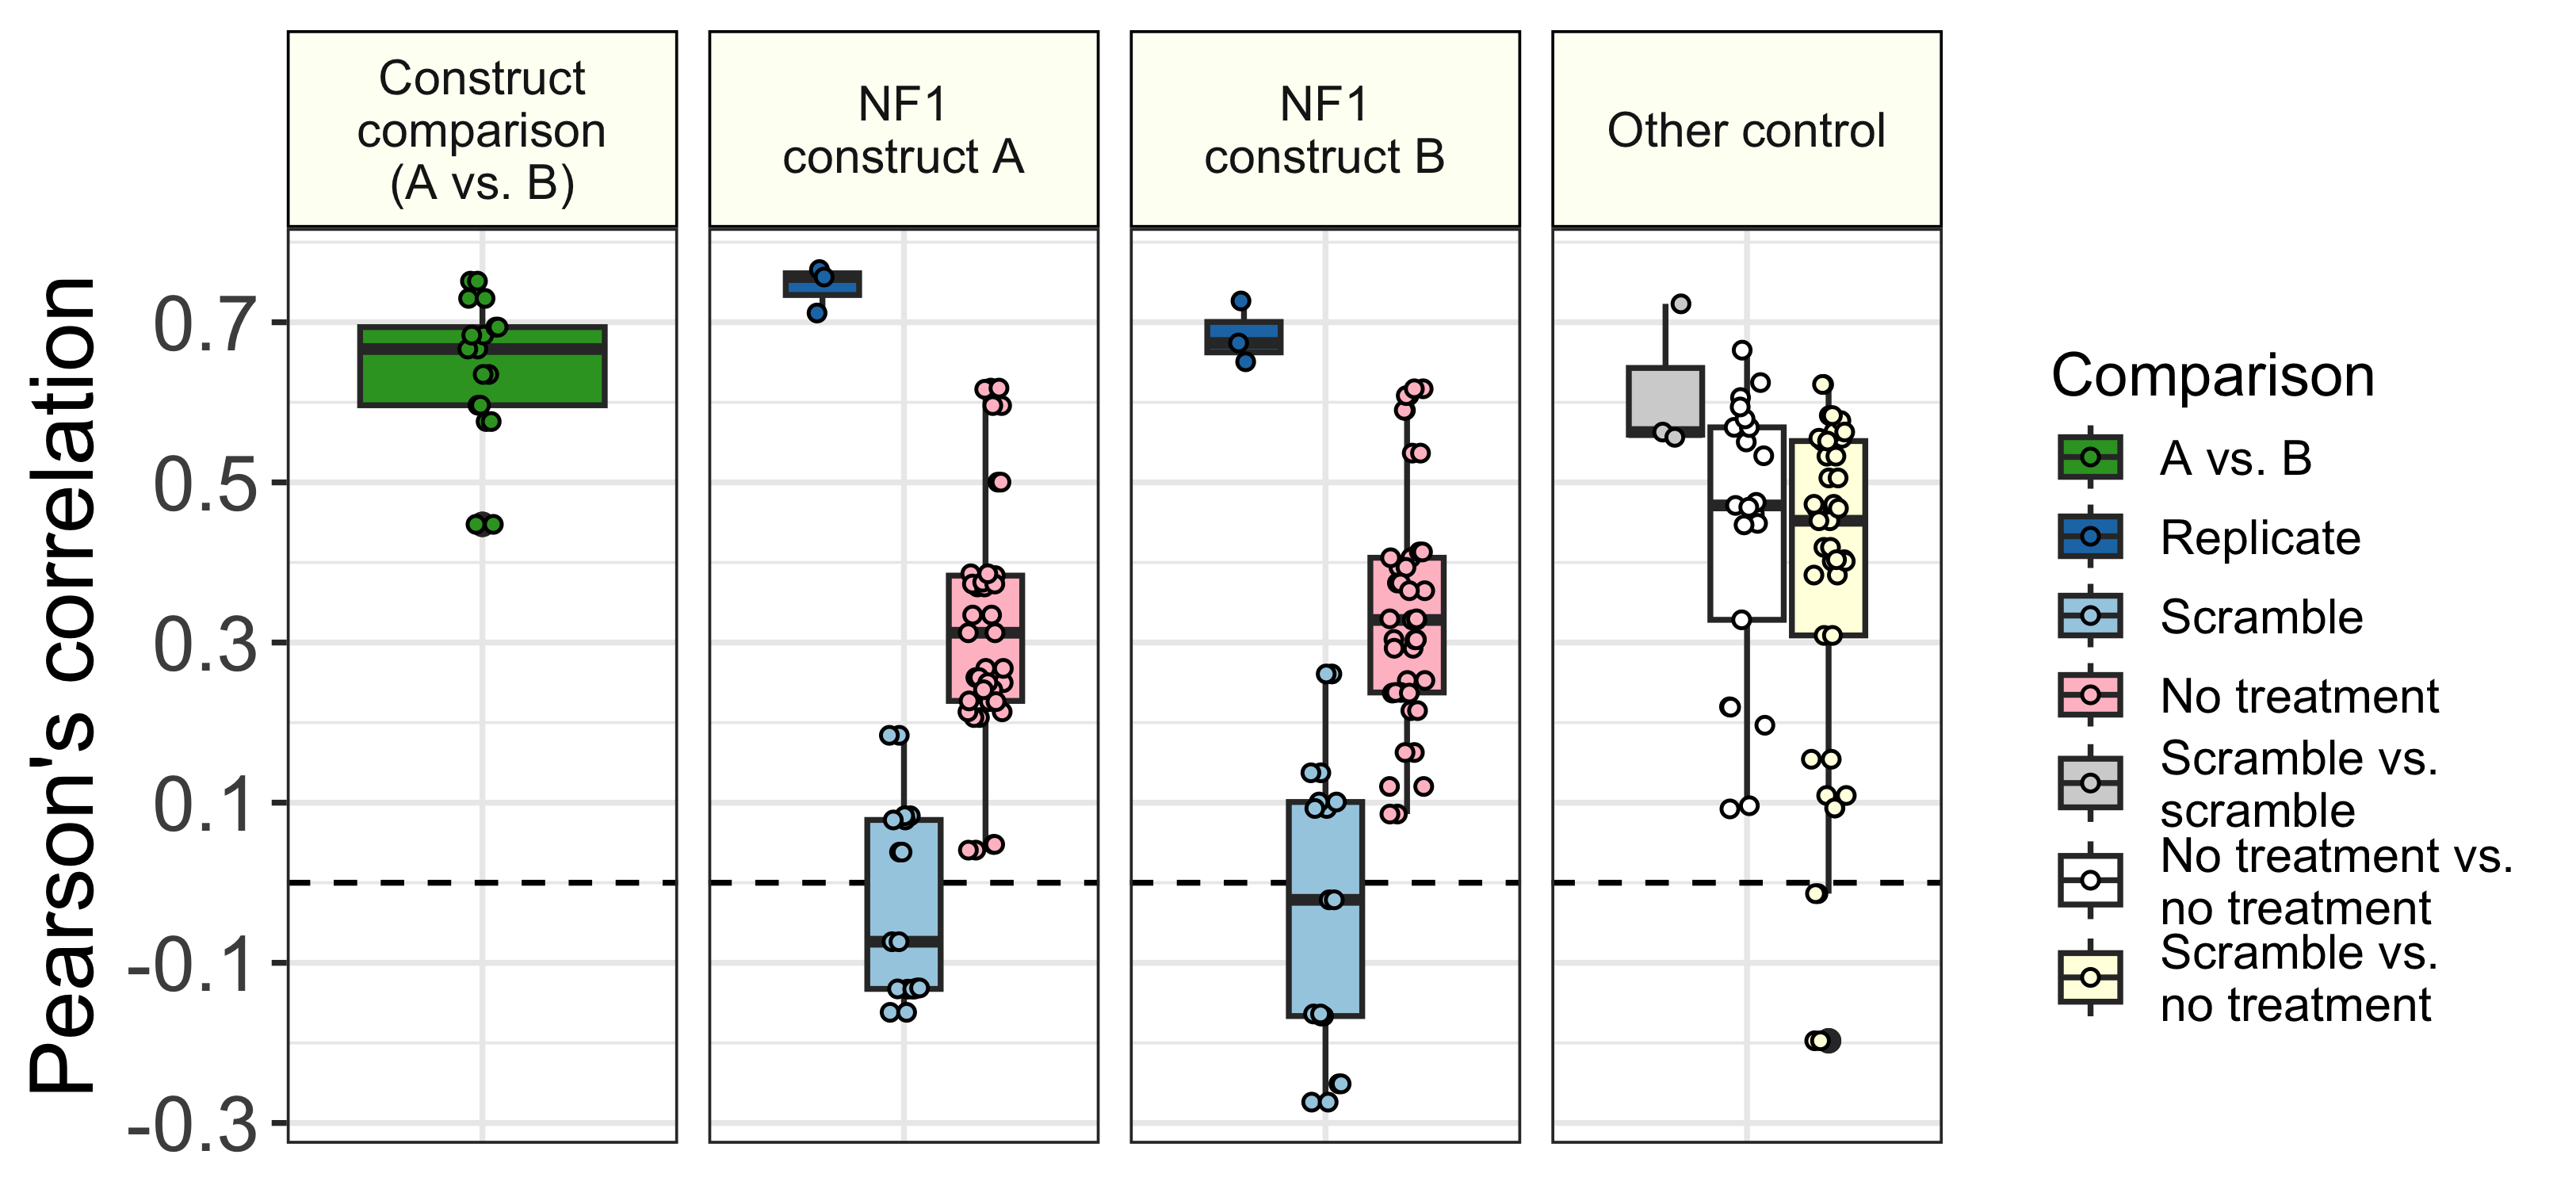 Construct
comparison
(A vs. B)
NF1
construct A
NF1
construct B
Other control
Pearson's correlation
0.7
0.5
0.3
0.1
-0.1
-0.3
Comparison
A vs. B
Replicate
Scramble
No treatment
Scramble vs.
scramble
No treatment vs.
no treatment
Scramble vs.
no treatment